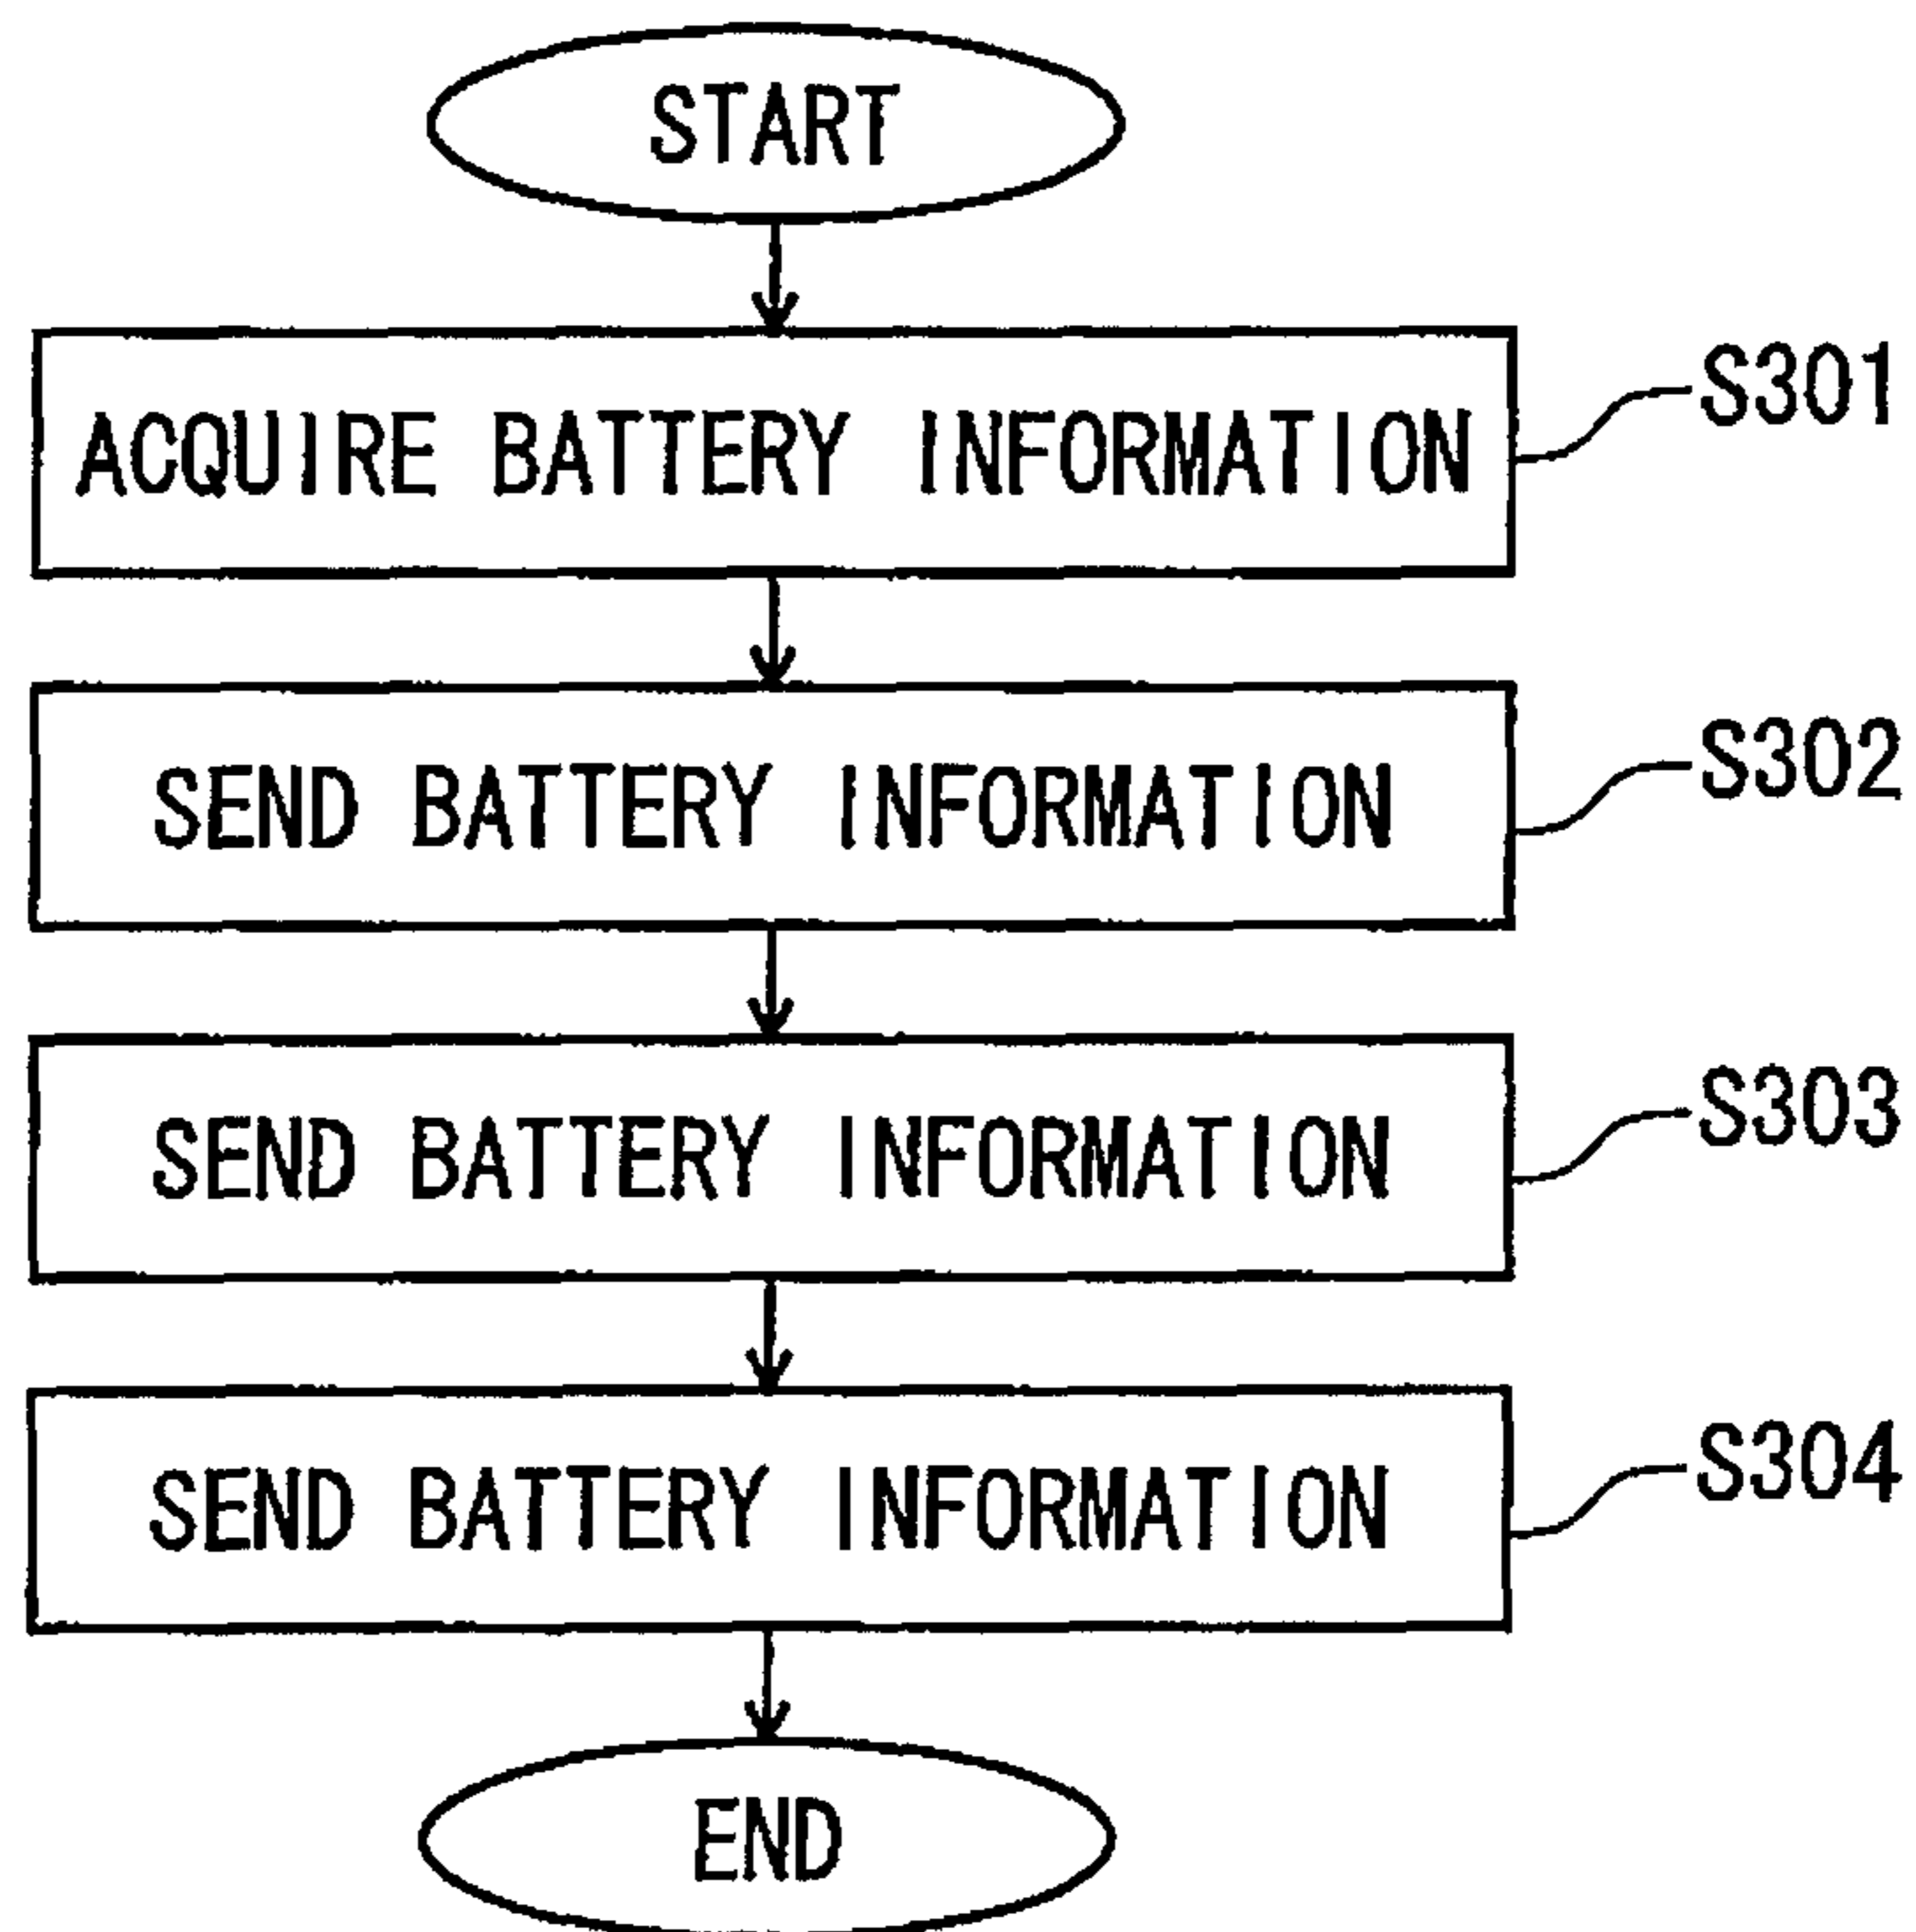 START
ACQUIRE BATTERY INFORMATION
S301
SEND BATTERY INFORMATION
S302
SEND BATTERY INFORMATION
S303
SEND BATTERY INFORMATION
S304
END